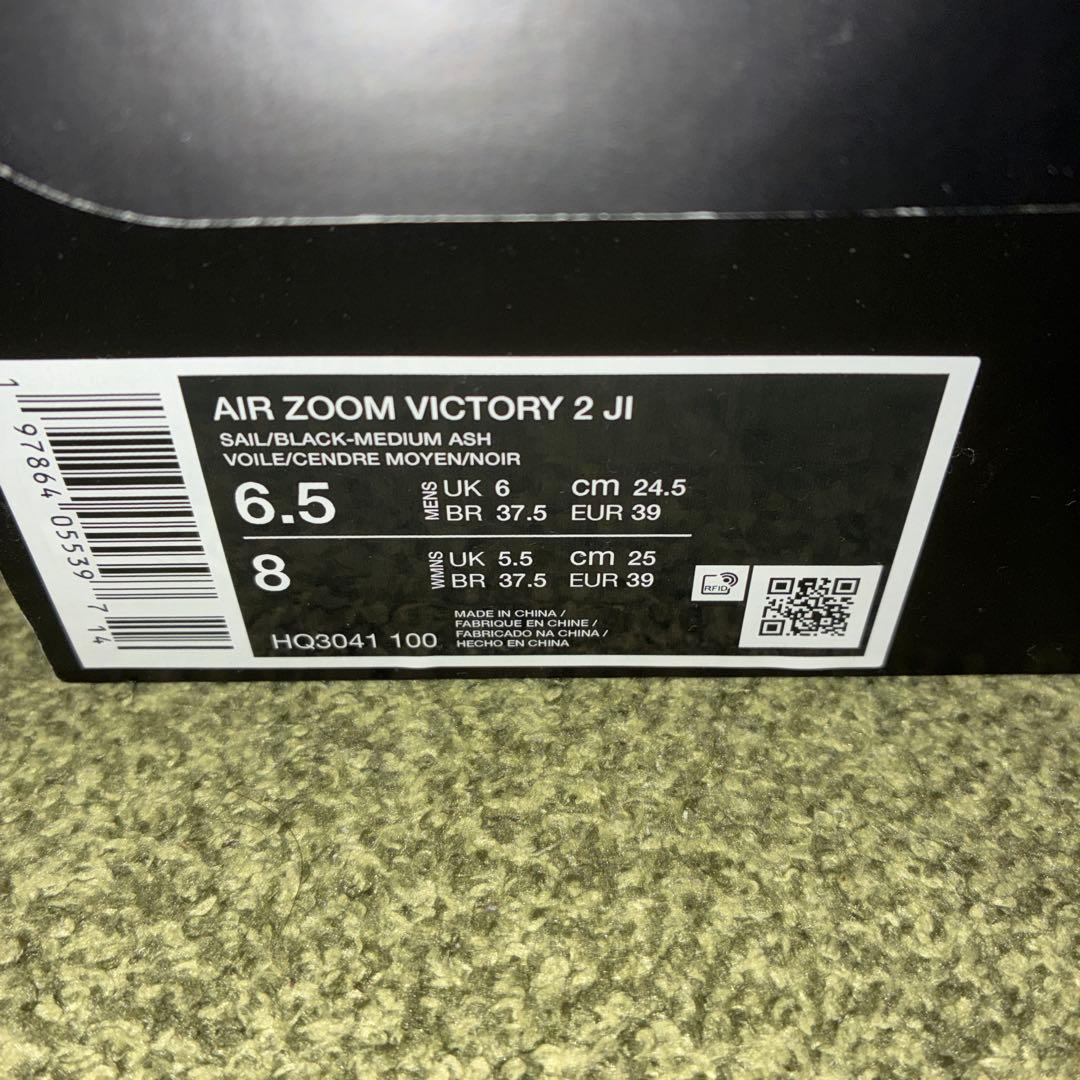 AIR ZOOM VICTORY 2 JI
SAIL/BLACK-MEDIUM ASH
VOILE/CENDRE MOYEN/NOIR
6.5
MENS
UK 6 cm 24.5
BR 37.5 EUR 39
8
WMNS
UK 5.5 cm 25
BR 37.5 EUR 39
RFID
HQ3041 100
MADE IN CHINA /
FABRIQUE EN CHINE /
FABRICADO NA CHINA /
HECHO EN CHINA
1 97864 05539 7 14